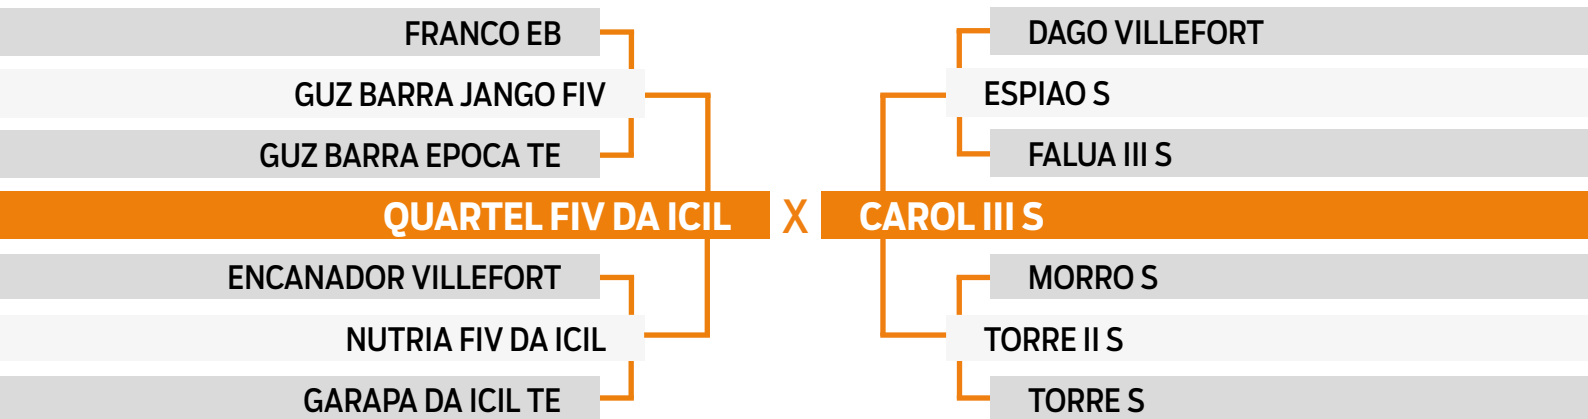 FRANCO EB
GUZ BARRA JANGO FIV
GUZ BARRA EPOCA TE
QUARTEL FIV DA ICIL
ENCANADOR VILLEFORT
NUTRIA FIV DA ICIL
GARAPA DA ICIL TE
X
DAGO VILLEFORT
ESPIAO S
FALUA III S
CAROL III S
MORRO S
TORRE II S
TORRE S